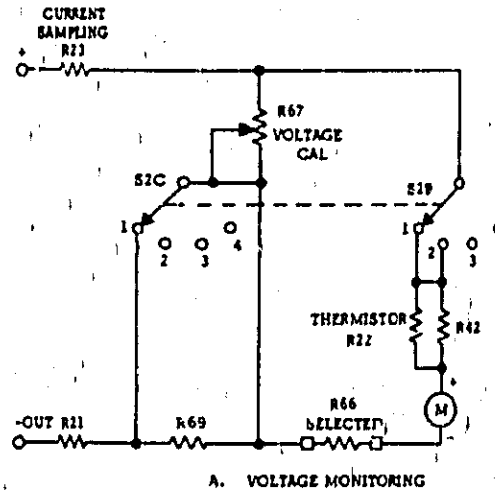 CURRENT
SAMPLING
+ R23
R67
VOLTAGE
CAL
S2C
S2B
1
2
3
4
1
2
3
THERMISTOR
R22
R42
+
M
-OUT R21
R69
R66
SELECTED
A. VOLTAGE MONITORING